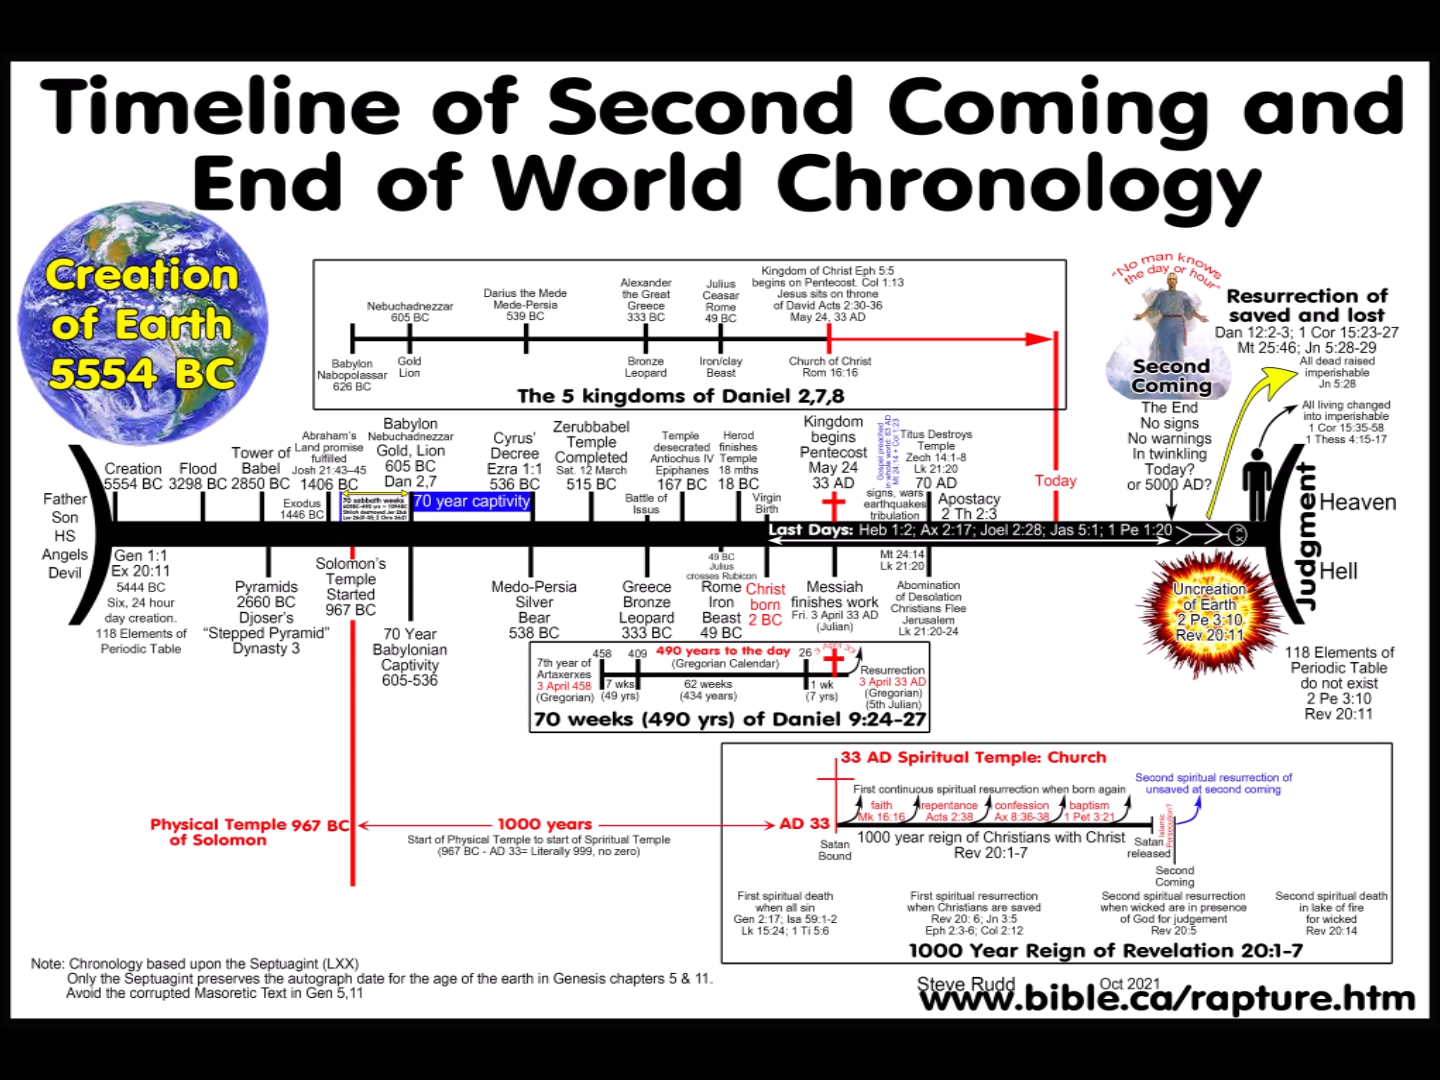 Timeline of Second Coming and
End of World Chronology
Creation
of Earth
5554 BC
Nebuchadnezzar
605 BC
Darius the Mede
Mede-Persia
539 BC
Alexander
the Great
Greece
333 BC
Julius
Ceasar
Rome
49 BC
Kingdom of Christ Eph 5:5
begins on Pentecost. Col 1:13
Jesus sits on throne
of David Acts 2:30-36
May 24, 33 AD
Babylon
Nabopolassar
626 BC
Gold
Lion
Bronze
Leopard
Iron/clay
Beast
Church of Christ
Rom 16:16
The 5 kingdoms of Daniel 2,7,8
"No man knows
the day or hour"
Second
Coming
The End
No signs
No warnings
In twinkling
Today?
or 5000 AD?
Resurrection of
saved and lost
Dan 12:2-3; 1 Cor 15:23-27
Mt 25:46; Jn 5:28-29
All dead raised
imperishable
Jn 5:28
All living changed
into imperishable
1 Cor 15:35-58
1 Thess 4:15-17
Father
Son
HS
Angels
Devil
Creation
5554 BC
Flood
3298 BC
Tower of
Babel
2850 BC
Abraham's
Land promise
fulfilled
Josh 21:43-45
1406 BC
Exodus
1446 BC
Babylon
Nebuchadnezzar
Gold, Lion
605 BC
Dan 2,7
70 sabbath weeks
70 year captivity
Cyrus'
Decree
Ezra 1:1
536 BC
Zerubbabel
Temple
Completed
Sat. 12 March
515 BC
Battle of
Issus
Temple
desecrated
Antiochus IV
Epiphanes
167 BC
Herod
finishes
Temple
18 mths
18 BC
Virgin
Birth
Kingdom
begins
Pentecost
May 24
33 AD
Gospel preached
in whole world: 63 AD
Mt 24:14 + Col 1:23
signs, wars
earthquakes
tribulation
Titus Destroys
Temple
Zech 14:1-8
Lk 21:20
70 AD
Apostacy
2 Th 2:3
Today
Last Days: Heb 1:2; Ax 2:17; Joel 2:28; Jas 5:1; 1 Pe 1:20
Judgment
Heaven
Hell
Gen 1:1
Ex 20:11
5444 BC
Six, 24 hour
day creation.
118 Elements of
Periodic Table
Pyramids
2660 BC
Djoser's
"Stepped Pyramid"
Dynasty 3
Solomon's
Temple
Started
967 BC
70 Year
Babylonian
Captivity
605-536
Medo-Persia
Silver
Bear
538 BC
Greece
Bronze
Leopard
333 BC
49 BC
Julius
crosses Rubicon
Rome
Iron
Beast
49 BC
Christ
born
2 BC
Messiah
finishes work
Fri. 3 April 33 AD
(Julian)
Mt 24:14
Lk 21:20
Abomination
of Desolation
Christians Flee
Jerusalem
Lk 21:20-24
Uncreation
of Earth
2 Pe 3:10
Rev 20:11
118 Elements of
Periodic Table
do not exist
2 Pe 3:10
Rev 20:11
7th year of
Artaxerxes
3 April 458
(Gregorian)
458
409
490 years to the day
(Gregorian Calendar)
26
3 April 33
7 wks
(49 yrs)
62 weeks
(434 years)
1 wk
(7 yrs)
Resurrection
3 April 33 AD
(Gregorian)
(5th Julian)
70 weeks (490 yrs) of Daniel 9:24-27
Physical Temple 967 BC
of Solomon
1000 years
Start of Physical Temple to start of Spriritual Temple
(967 BC - AD 33= Literally 999, no zero)
AD 33
33 AD Spiritual Temple: Church
First continuous spiritual resurrection when born again
faith
Mk 16:16
repentance
Acts 2:38
confession
Ax 8:36-38
baptism
1 Pet 3:21
Second spiritual resurrection of
unsaved at second coming
1000 year reign of Christians with Christ
Rev 20:1-7
Satan
Bound
Satan
released
Islamic
Persecution?
Second
Coming
First spiritual death
when all sin
Gen 2:17; Isa 59:1-2
Lk 15:24; 1 Ti 5:6
First spiritual resurrection
when Christians are saved
Rev 20: 6; Jn 3:5
Eph 2:3-6; Col 2:12
Second spiritual resurrection
when wicked are in presence
of God for judgement
Rev 20:5
Second spiritual death
in lake of fire
for wicked
Rev 20:14
1000 Year Reign of Revelation 20:1-7
Note: Chronology based upon the Septuagint (LXX)
Only the Septuagint preserves the autograph date for the age of the earth in Genesis chapters 5 & 11.
Avoid the corrupted Masoretic Text in Gen 5,11
Steve Rudd
Oct 2021
www.bible.ca/rapture.htm